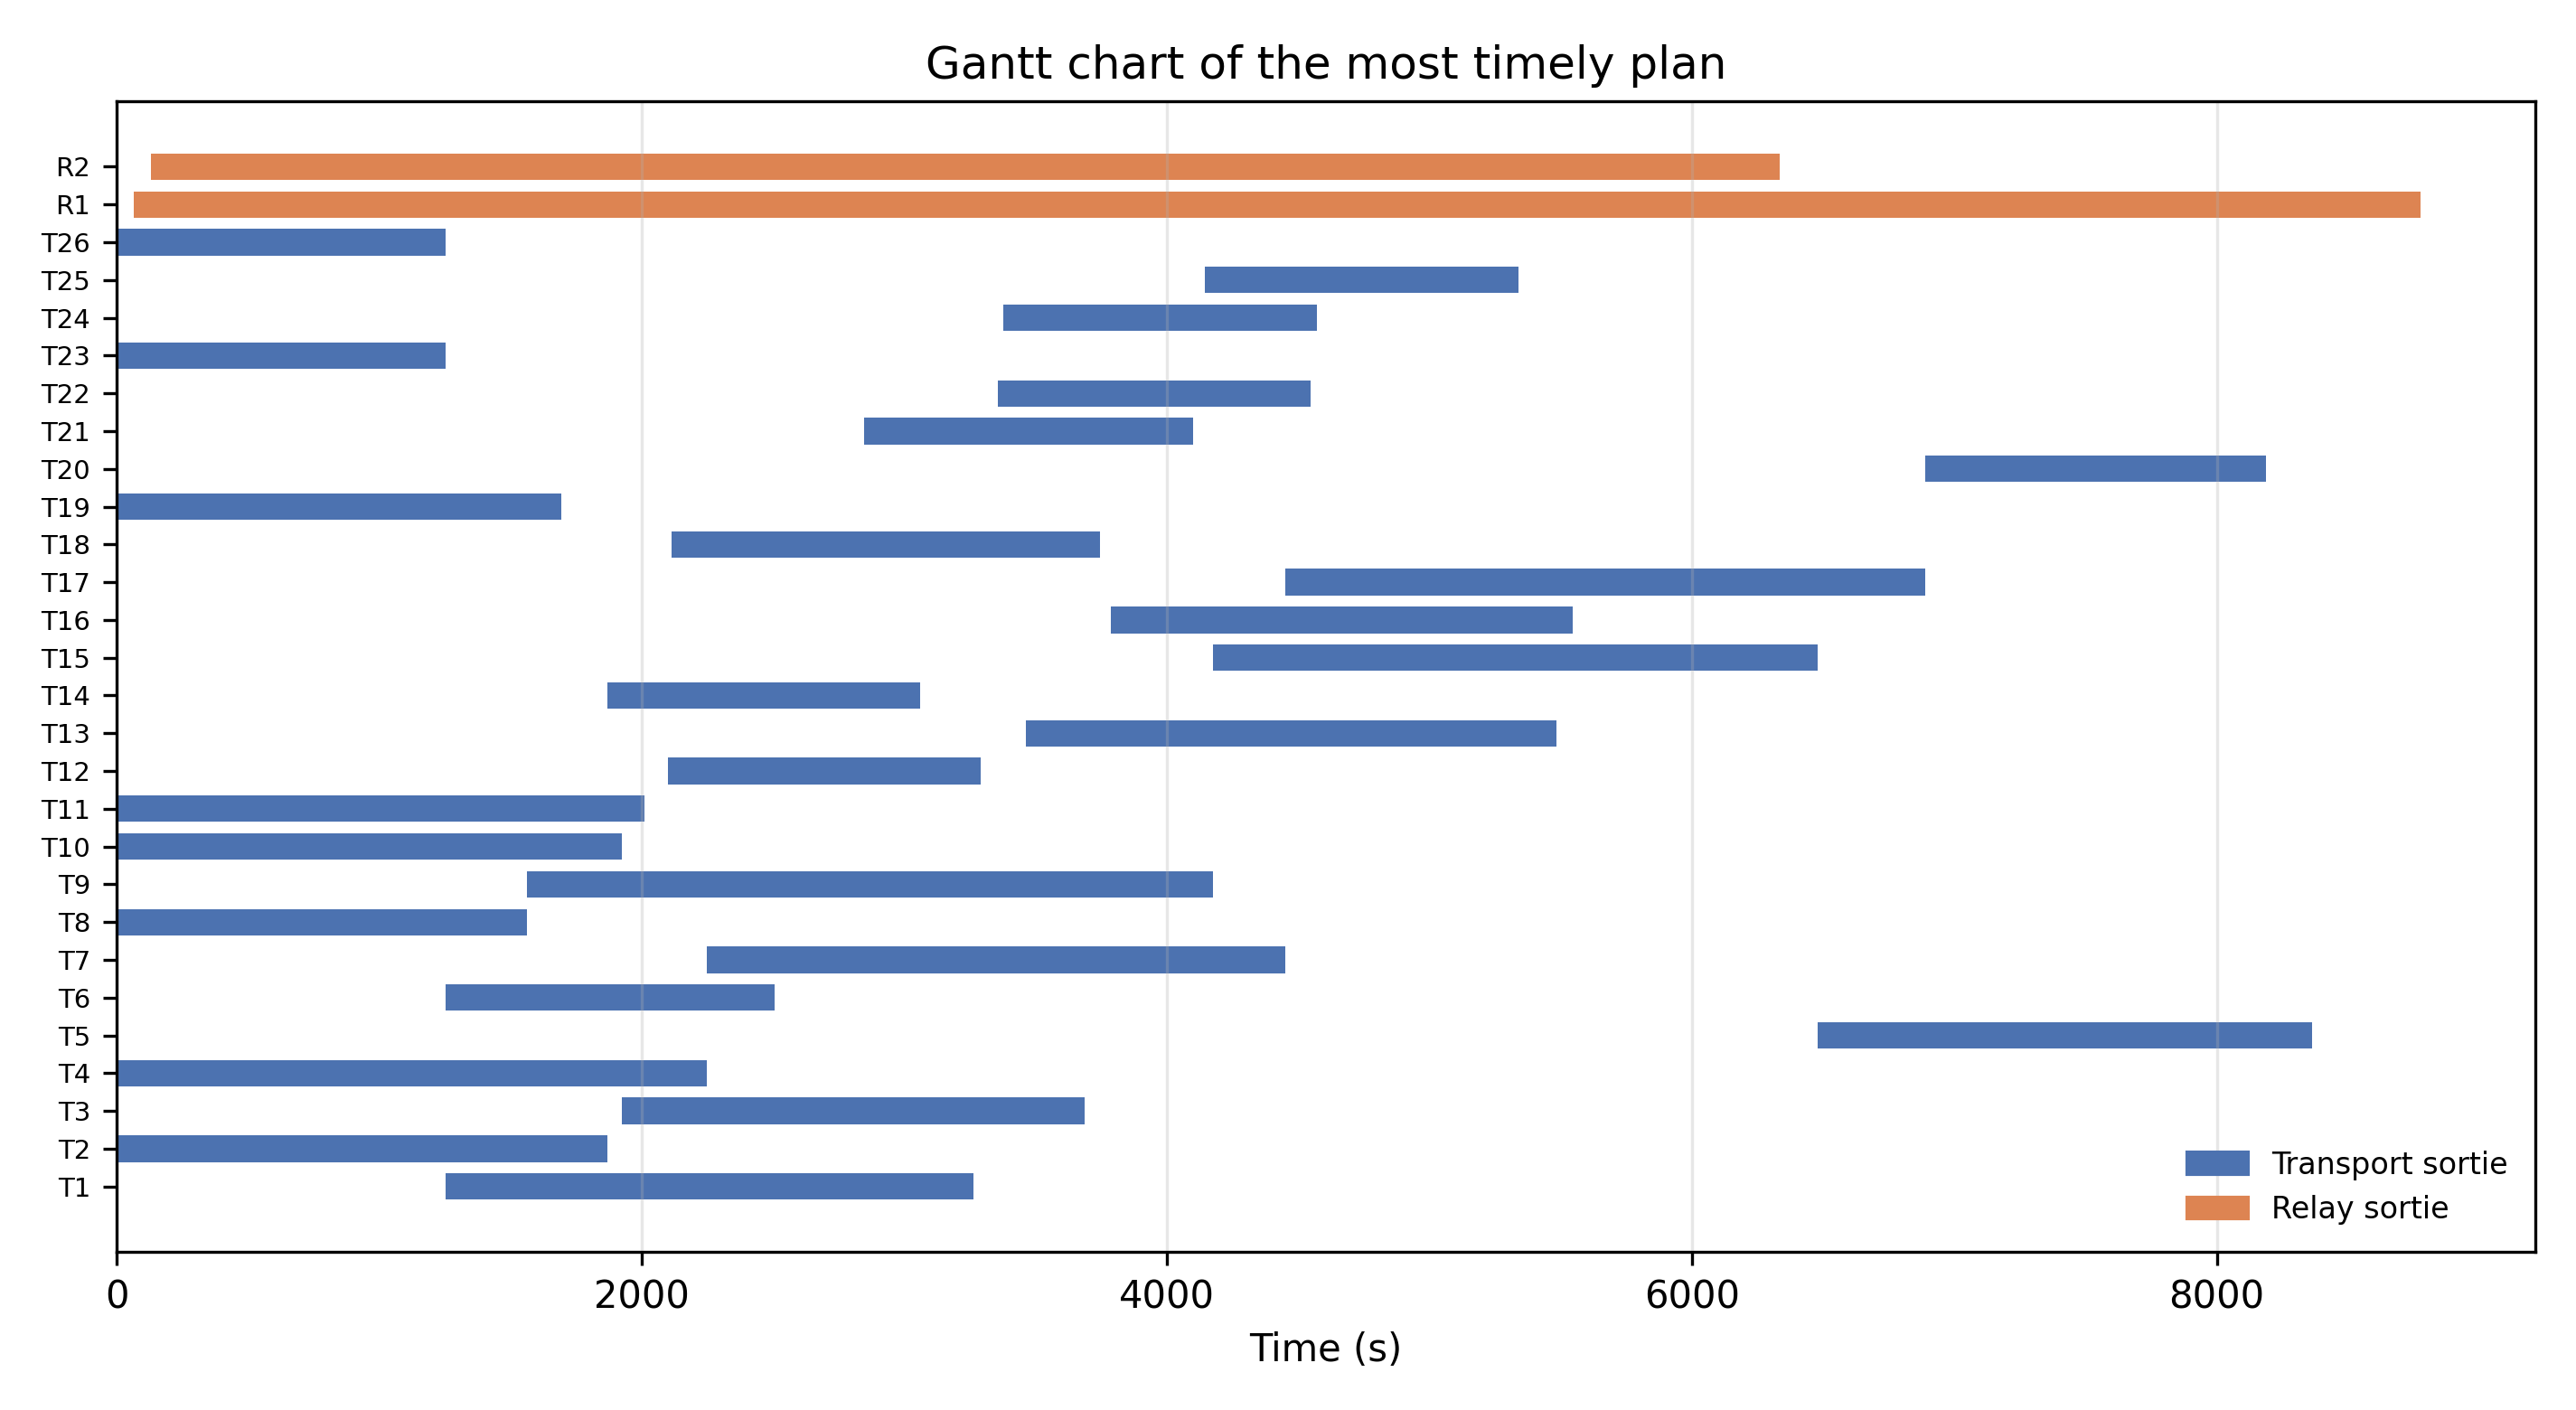 Gantt chart of the most timely plan
R2
R1
T26
T25
T24
T23
T22
T21
T20
T19
T18
T17
T16
T15
T14
T13
T12
T11
T10
T9
T8
T7
T6
T5
T4
T3
T2
T1
Transport sortie
Relay sortie
0 2000 4000 6000 8000
Time (s)